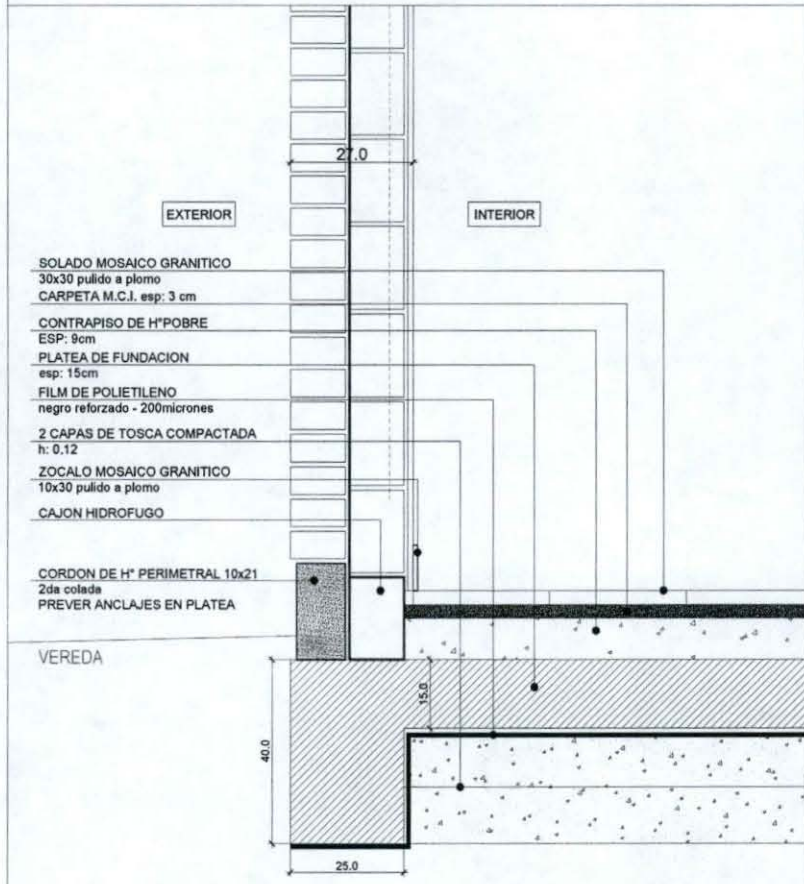 27.0
EXTERIOR
INTERIOR
SOLADO MOSAICO GRANITICO
30x30 pulido a plomo
CARPETA M.C.I. esp: 3 cm
CONTRAPISO DE HºPOBRE
ESP: 9cm
PLATEA DE FUNDACION
esp: 15cm
FILM DE POLIETILENO
negro reforzado - 200micrones
2 CAPAS DE TOSCA COMPACTADA
h: 0.12
ZOCALO MOSAICO GRANITICO
10x30 pulido a plomo
CAJON HIDROFUGO
CORDON DE Hº PERIMETRAL 10x21
2da colada
PREVER ANCLAJES EN PLATEA
VEREDA
15.0
40.0
25.0